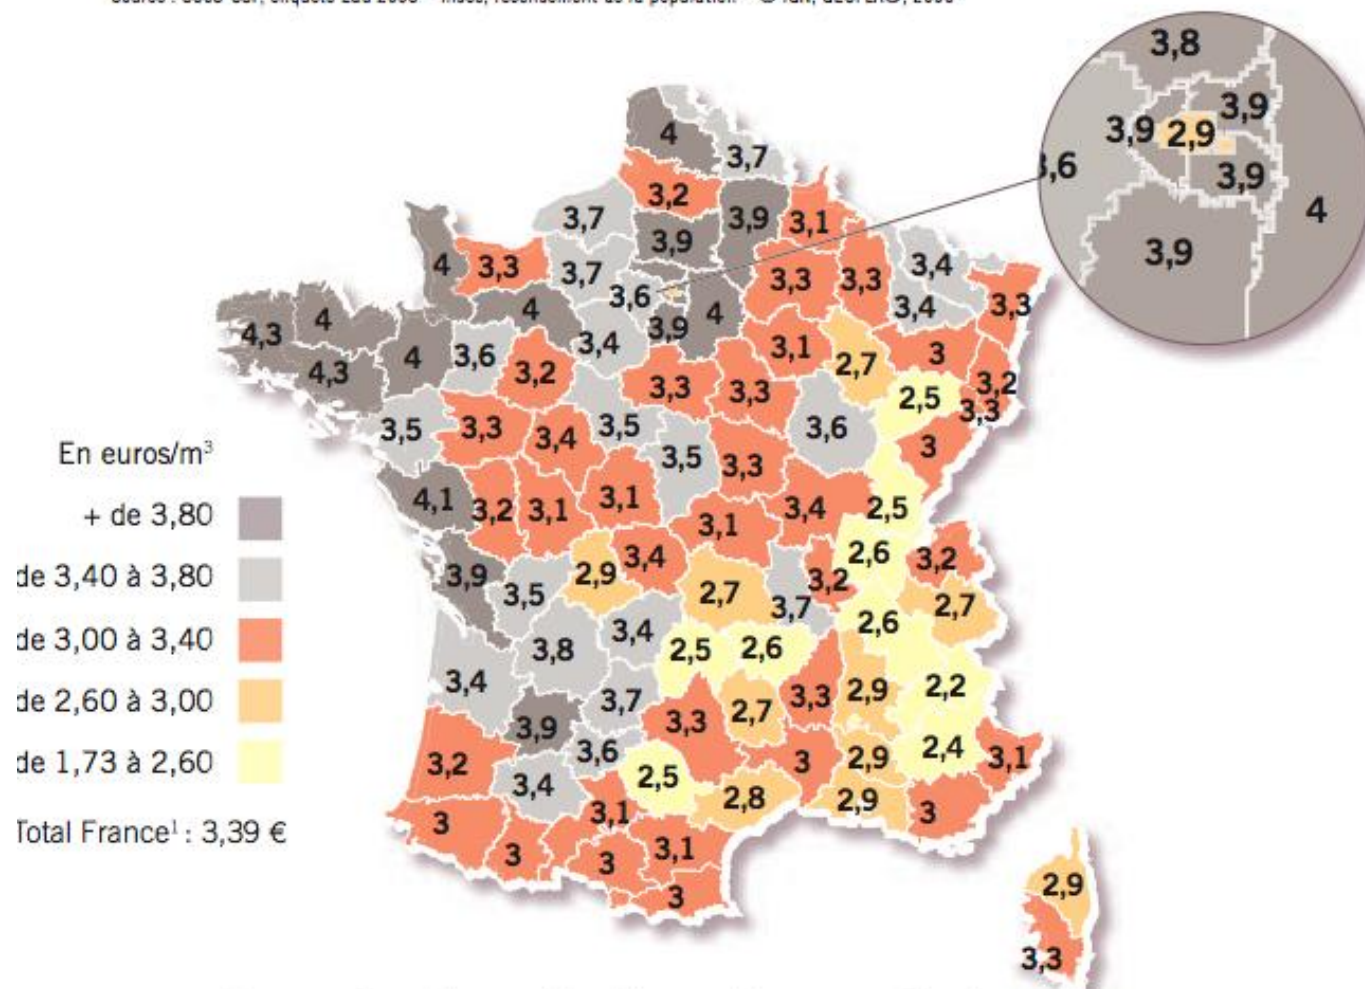 En euros/m³
+ de 3,80
de 3,40 à 3,80
de 3,00 à 3,40
de 2,60 à 3,00
de 1,73 à 2,60
Total France¹ : 3,39 €
3,8
3,9
3,9 2,9
3,6 3,9
4
3,9
4
3,7
3,2
3,7 3,9 3,9 3,1
4 3,3 3,7 3,6 3,3 3,3 3,4
4,3 4 4 3,9 4 3,4 3,3
4,3 4 3,6 3,2 3,4 3,1 2,7 3 3,2
3,3 3,3 2,5 3,3
3,5 3,3 3,4 3,5 3,5 3,3 3,6 3
4,1 3,2 3,1 3,1 3,1 3,4 2,5
3,9 3,5 2,9 3,4 2,7 3,7 3,2 2,6 3,2
2,7
3,8 3,4 2,5 2,6 2,6
3,4 3,9 3,7 3,3 2,7 3,3 2,9 2,2
3,2 3,6 2,5 3 2,9 2,4 3,1
3,4 3,1 2,8 2,9 3
3 3 3 3,1
3
2,9
3,3